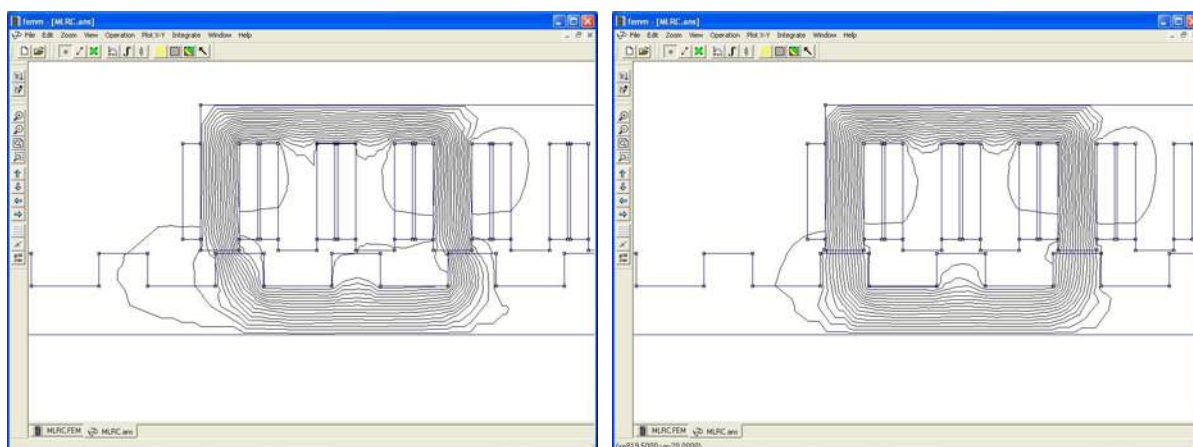 femm - [MLRC.ans]
File Edit Zoom View Operation Plot X-Y Integrate Window Help
MLRC.FEM MLRC.ans
femm - [MLRC.ans]
File Edit Zoom View Operation Plot X-Y Integrate Window Help
MLRC.FEM MLRC.ans